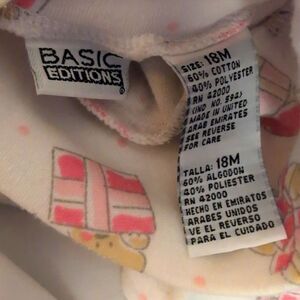 BASIC
EDITIONS
SIZE: 18M
60% COTTON
40% POLYESTER
RN 42000
MADE IN UNITED
ARAB EMIRATES
SEE REVERSE
FOR CARE
TALLA: 18M
60% ALGODON
40% POLIESTER
RN 42000
HECHO EN EMIRATOS
ARABES UNIDOS
VE EL REVERSO
PARA EL CUIDADO